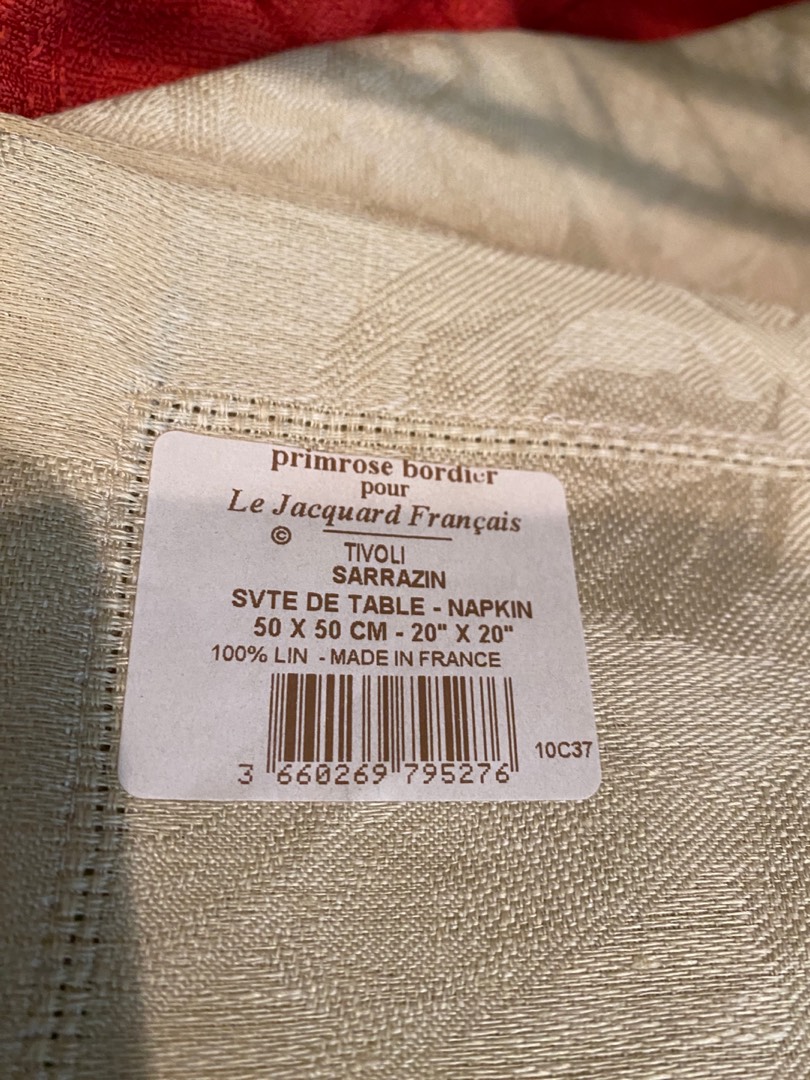 primrose bordier
pour
Le Jacquard Français
©
TIVOLI
SARRAZIN
SVTE DE TABLE - NAPKIN
50 X 50 CM - 20" X 20"
100% LIN - MADE IN FRANCE
10C37
3 660269 795276